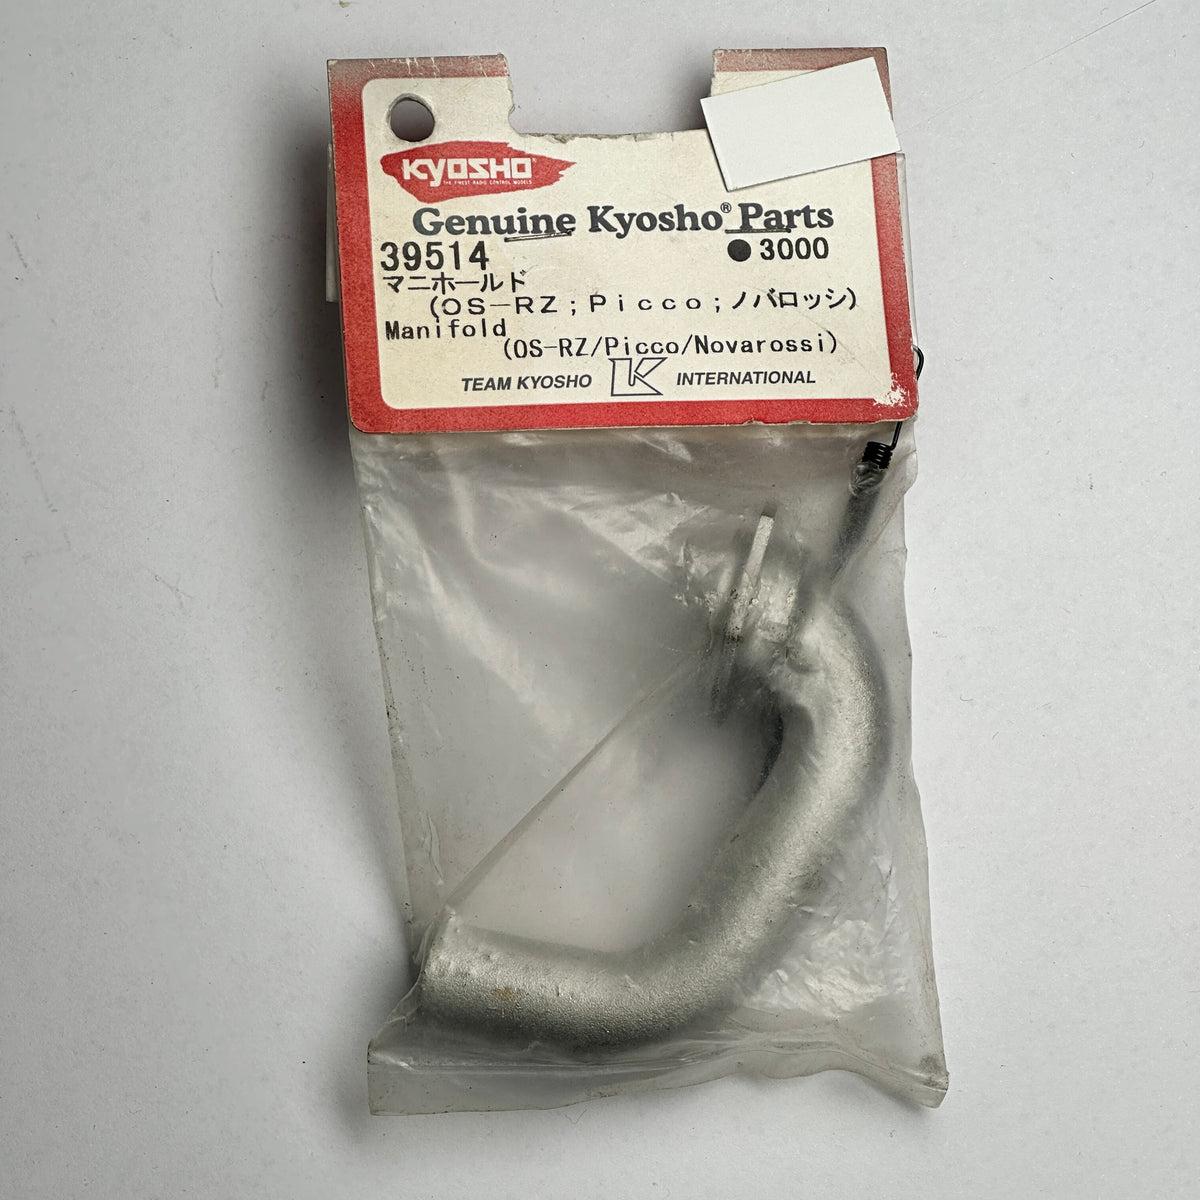 KYOSHO
THE FINEST RADIO CONTROL MODELS
Genuine Kyosho® Parts
39514 ●3000
マニホールド
(OS-RZ;Picco;ノバロッシ)
Manifold
(OS-RZ/Picco/Novarossi)
TEAM KYOSHO K INTERNATIONAL